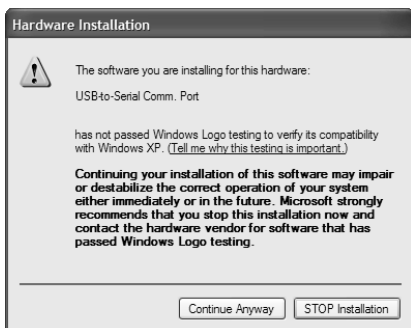 Hardware Installation
The software you are installing for this hardware:
USB-to-Serial Comm. Port
has not passed Windows Logo testing to verify its compatibility
with Windows XP. (Tell me why this testing is important.)
Continuing your installation of this software may impair
or destabilize the correct operation of your system
either immediately or in the future. Microsoft strongly
recommends that you stop this installation now and
contact the hardware vendor for software that has
passed Windows Logo testing.
Continue Anyway
STOP Installation